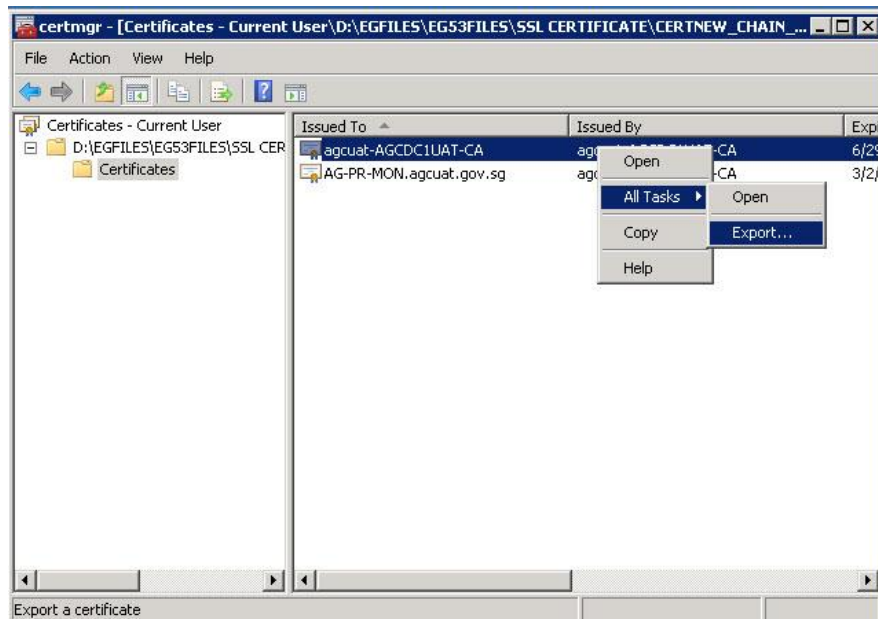 certmgr - [Certificates - Current User\D:\EGFILES\EG53FILES\SSL CERTIFICATE\CERTNEW_CHAIN_...
File Action View Help
Certificates - Current User
D:\EGFILES\EG53FILES\SSL CER
Certificates
Issued To Issued By Exp
agcuat-AGCDC1UAT-CA -CA 6/29
AG-PR-MON.agcuat.gov.sg -CA 3/2/
Open
All Tasks
Copy
Help
Open
Export...
Export a certificate